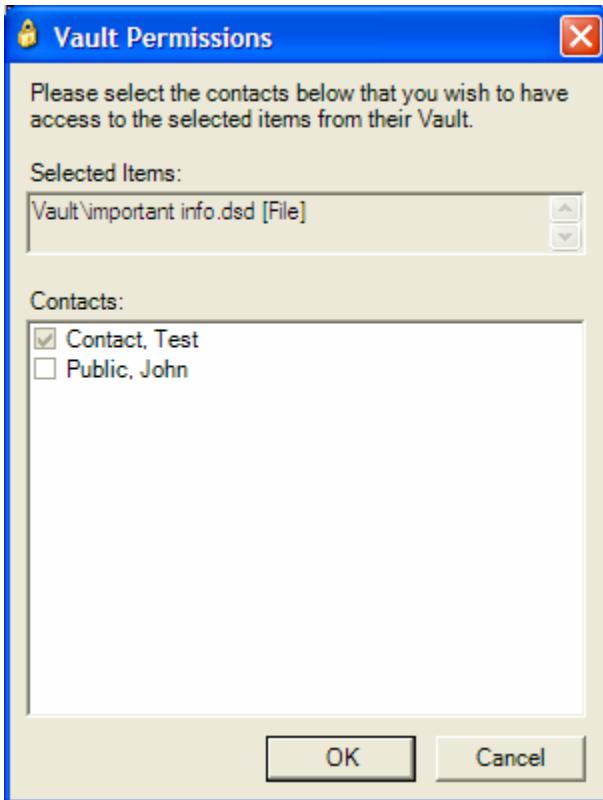 Vault Permissions
Please select the contacts below that you wish to have
access to the selected items from their Vault.
Selected Items:
Vault\important info.dsd [File]
Contacts:
Contact, Test
Public, John
OK Cancel